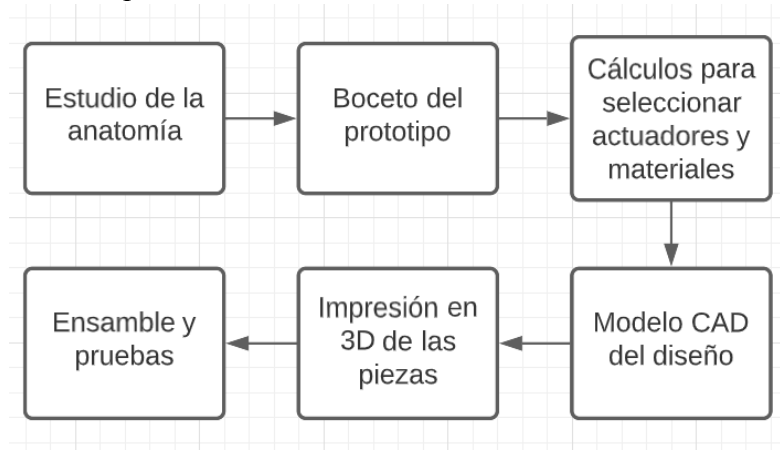 Estudio de la
anatomía
Boceto del
prototipo
Cálculos para
seleccionar
actuadores y
materiales
Modelo CAD
del diseño
Impresión en
3D de las
piezas
Ensamble y
pruebas